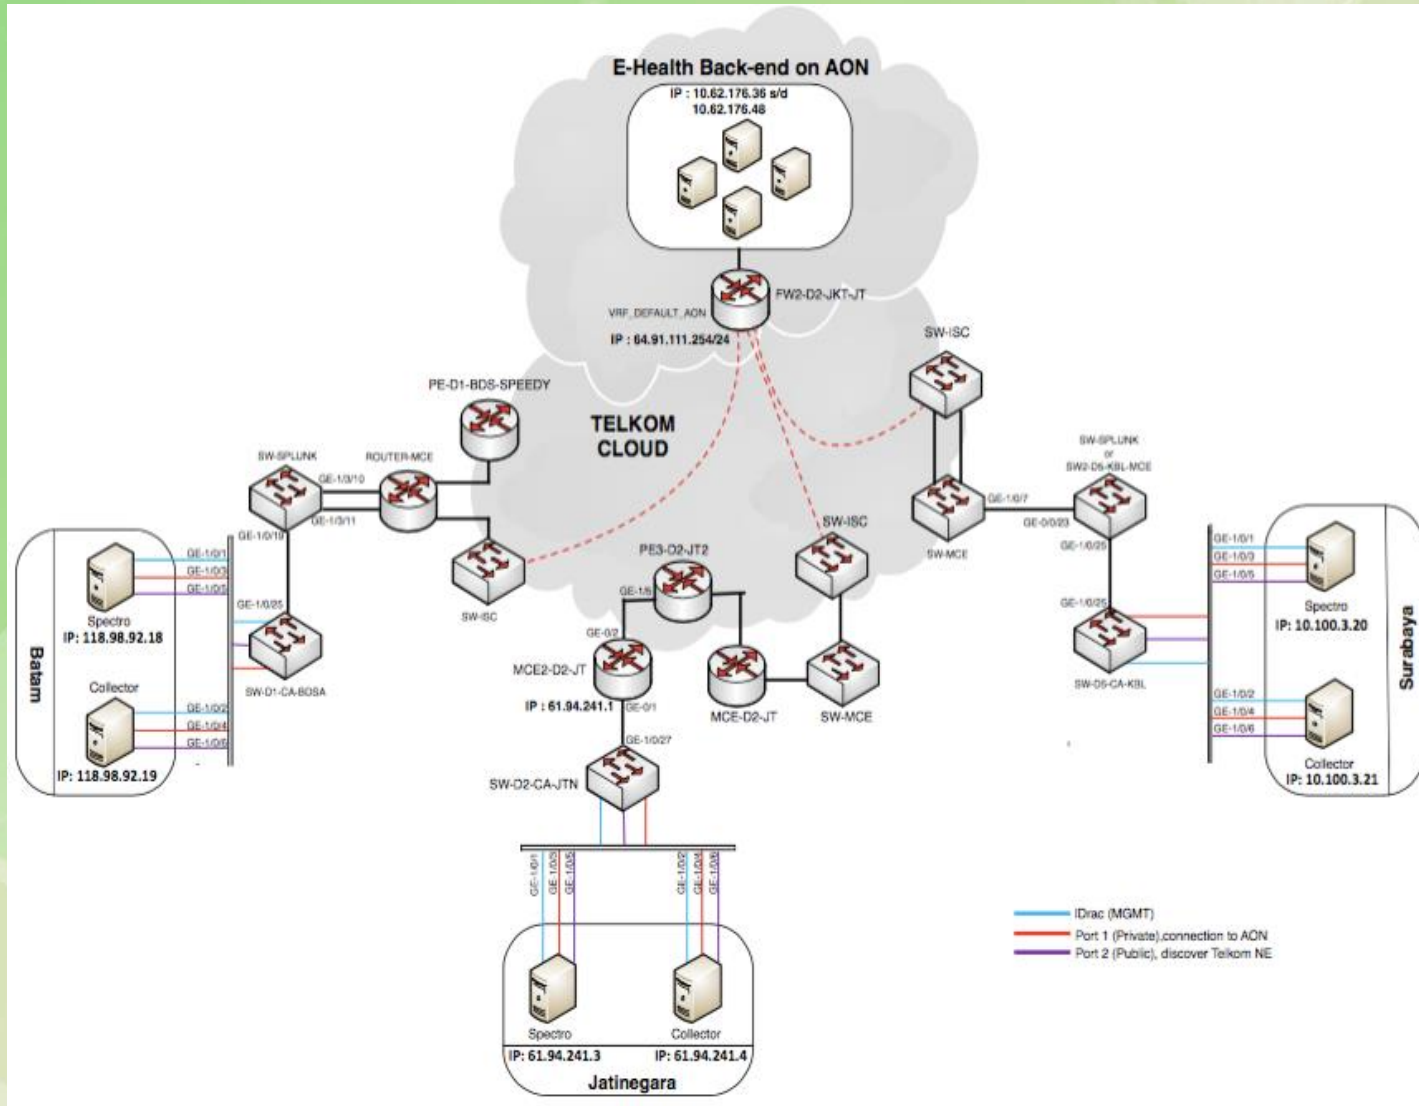 E-Health Back-end on AON
IP : 10.62.176.36 s/d
10.62.176.48
FW2-D2-JKT-JT
VRF_DEFAULT_AON
IP : 64.91.111.254/24
TELKOM
CLOUD
PE-D1-BDS-SPEEDY
SW-SPLUNK
ROUTER-MCE
GE-1/3/10
GE-1/3/11
GE-1/0/19
SW-ISC
GE-1/0/1
GE-1/0/3
GE-1/0/5
GE-1/0/25
Spectro
IP: 118.98.92.18
Batam
Collector
SW-D1-CA-BDSA
GE-1/0/2
GE-1/0/4
GE-1/0/6
IP: 118.98.92.19
PE3-D2-JT2
GE-1/5
GE-0/2
MCE2-D2-JT
IP : 61.94.241.1
GE-0/1
GE-1/0/27
SW-D2-CA-JTN
MCE-D2-JT
SW-MCE
SW-ISC
GE-1/0/1
GE-1/0/3
GE-1/0/5
GE-1/0/2
GE-1/0/4
GE-1/0/6
Spectro
Collector
IP: 61.94.241.3
IP: 61.94.241.4
Jatinegara
SW-ISC
SW-MCE
GE-1/0/7
GE-0/0/23
SW-SPLUNK
or
SW2-D5-KBL-MCE
GE-1/0/25
GE-1/0/25
SW-D5-CA-KBL
GE-1/0/1
GE-1/0/3
GE-1/0/5
Spectro
IP: 10.100.3.20
Surabaya
GE-1/0/2
GE-1/0/4
GE-1/0/6
Collector
IP: 10.100.3.21
IDrac (MGMT)
Port 1 (Private),connection to AON
Port 2 (Public), discover Telkom NE